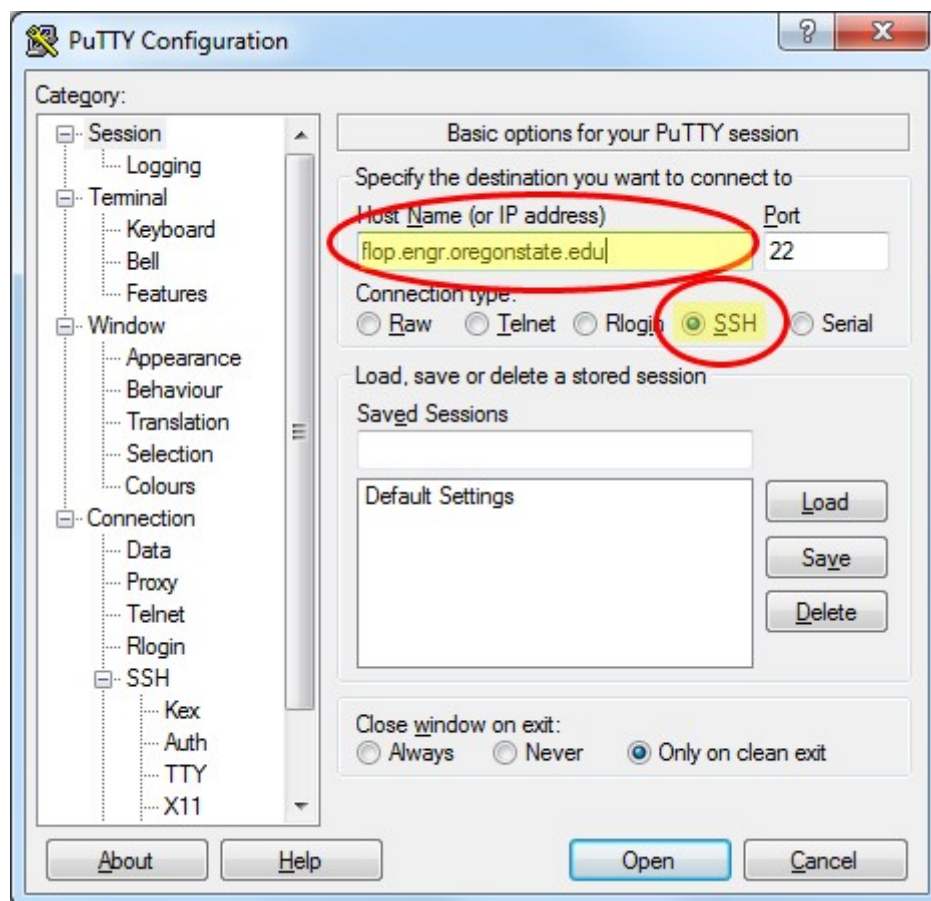 PuTTY Configuration
Category:
Session
Logging
Terminal
Keyboard
Bell
Features
Window
Appearance
Behaviour
Translation
Selection
Colours
Connection
Data
Proxy
Telnet
Rlogin
SSH
Kex
Auth
TTY
X11
Basic options for your PuTTY session
Specify the destination you want to connect to
Host Name (or IP address) Port
flop.engr.oregonstate.edu 22
Connection type:
Raw Telnet Rlogin SSH Serial
Load, save or delete a stored session
Saved Sessions
Default Settings
Load
Save
Delete
Close window on exit:
Always Never Only on clean exit
About Help Open Cancel